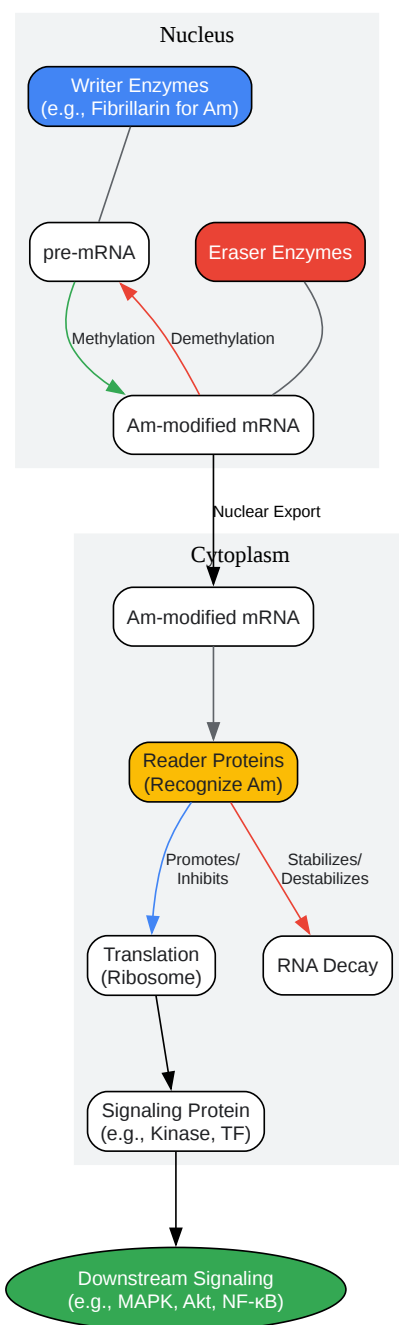 Nucleus
Writer Enzymes
(e.g., Fibrillarin for Am)
pre-mRNA
Eraser Enzymes
Methylation
Demethylation
Am-modified mRNA
Nuclear Export
Cytoplasm
Am-modified mRNA
Reader Proteins
(Recognize Am)
Promotes/
Inhibits
Stabilizes/
Destabilizes
Translation
(Ribosome)
RNA Decay
Signaling Protein
(e.g., Kinase, TF)
Downstream Signaling
(e.g., MAPK, Akt, NF-κB)